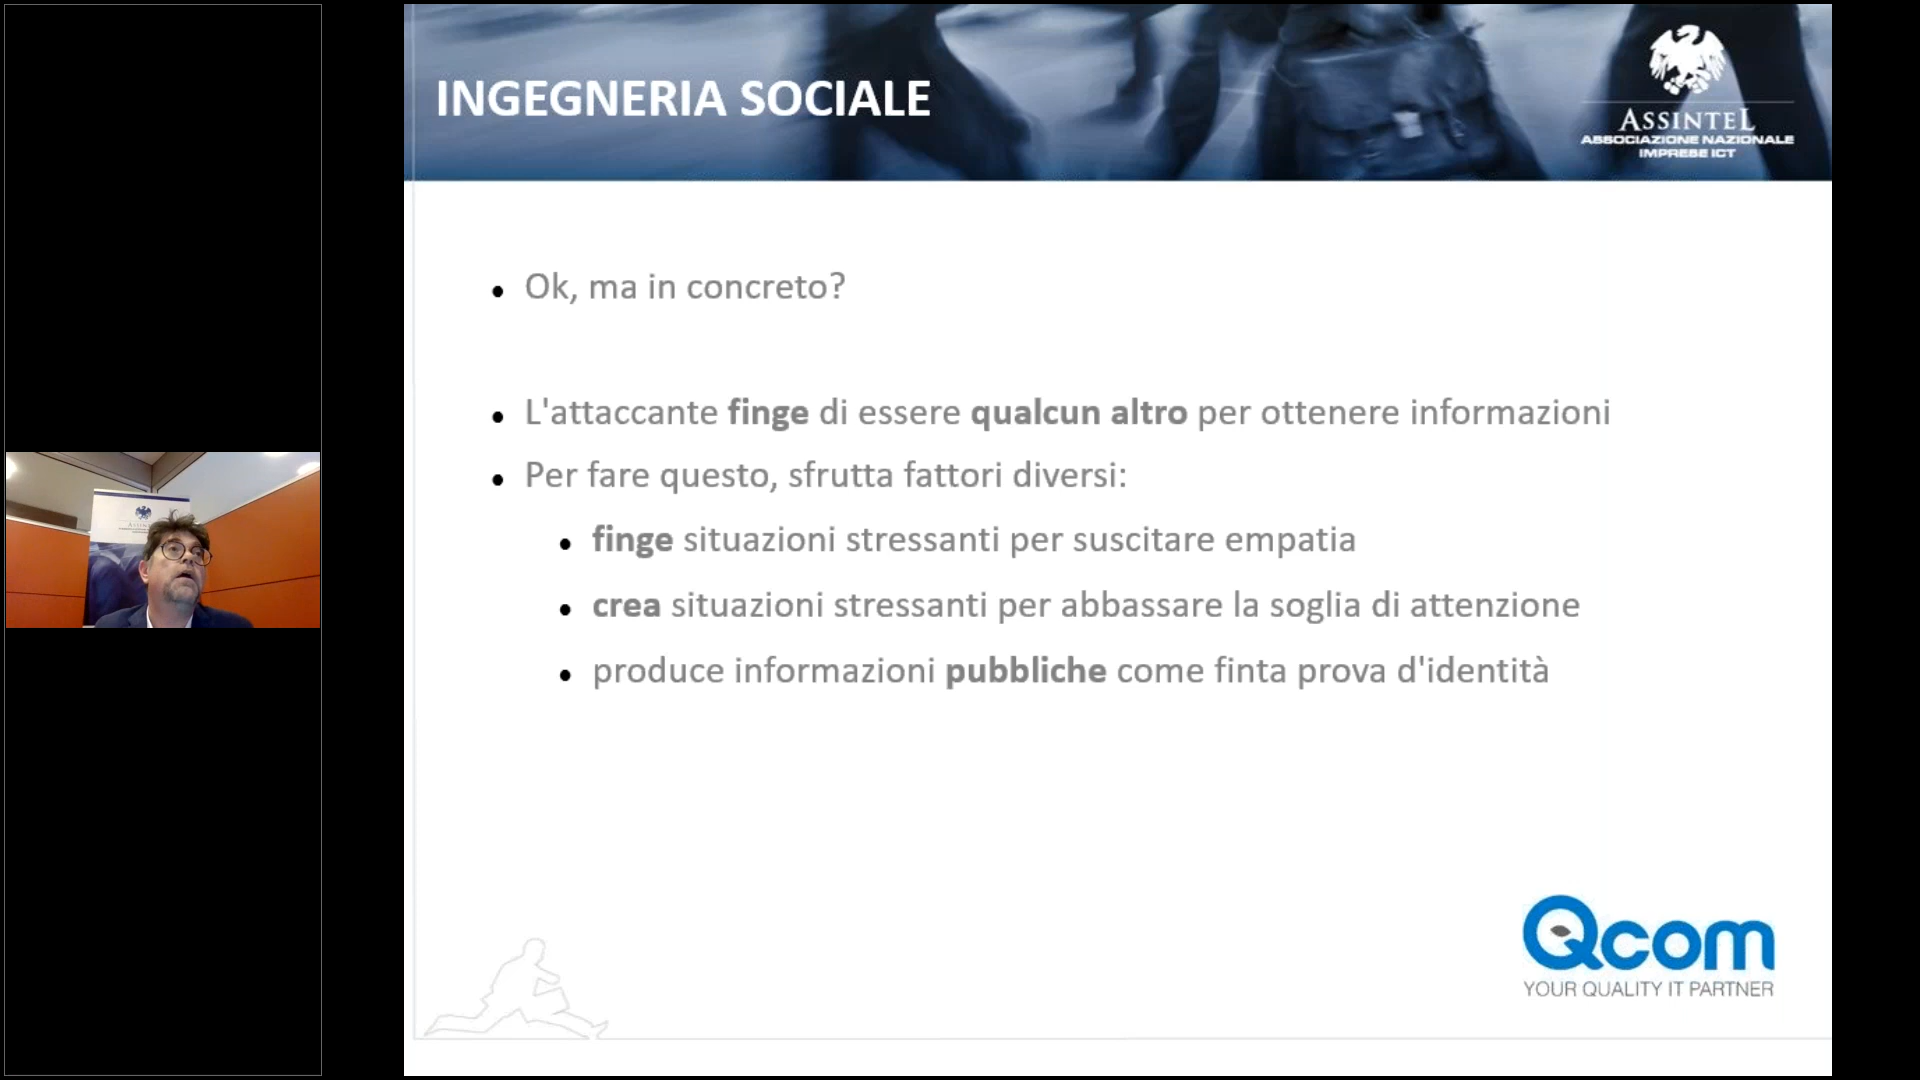 INGEGNERIA SOCIALE
ASSINTEL
ASSOCIAZIONE NAZIONALE
IMPRESE ICT
Ok, ma in concreto?
L'attaccante finge di essere qualcun altro per ottenere informazioni
Per fare questo, sfrutta fattori diversi:
finge situazioni stressanti per suscitare empatia
crea situazioni stressanti per abbassare la soglia di attenzione
produce informazioni pubbliche come finta prova d'identità
Qcom
YOUR QUALITY IT PARTNER